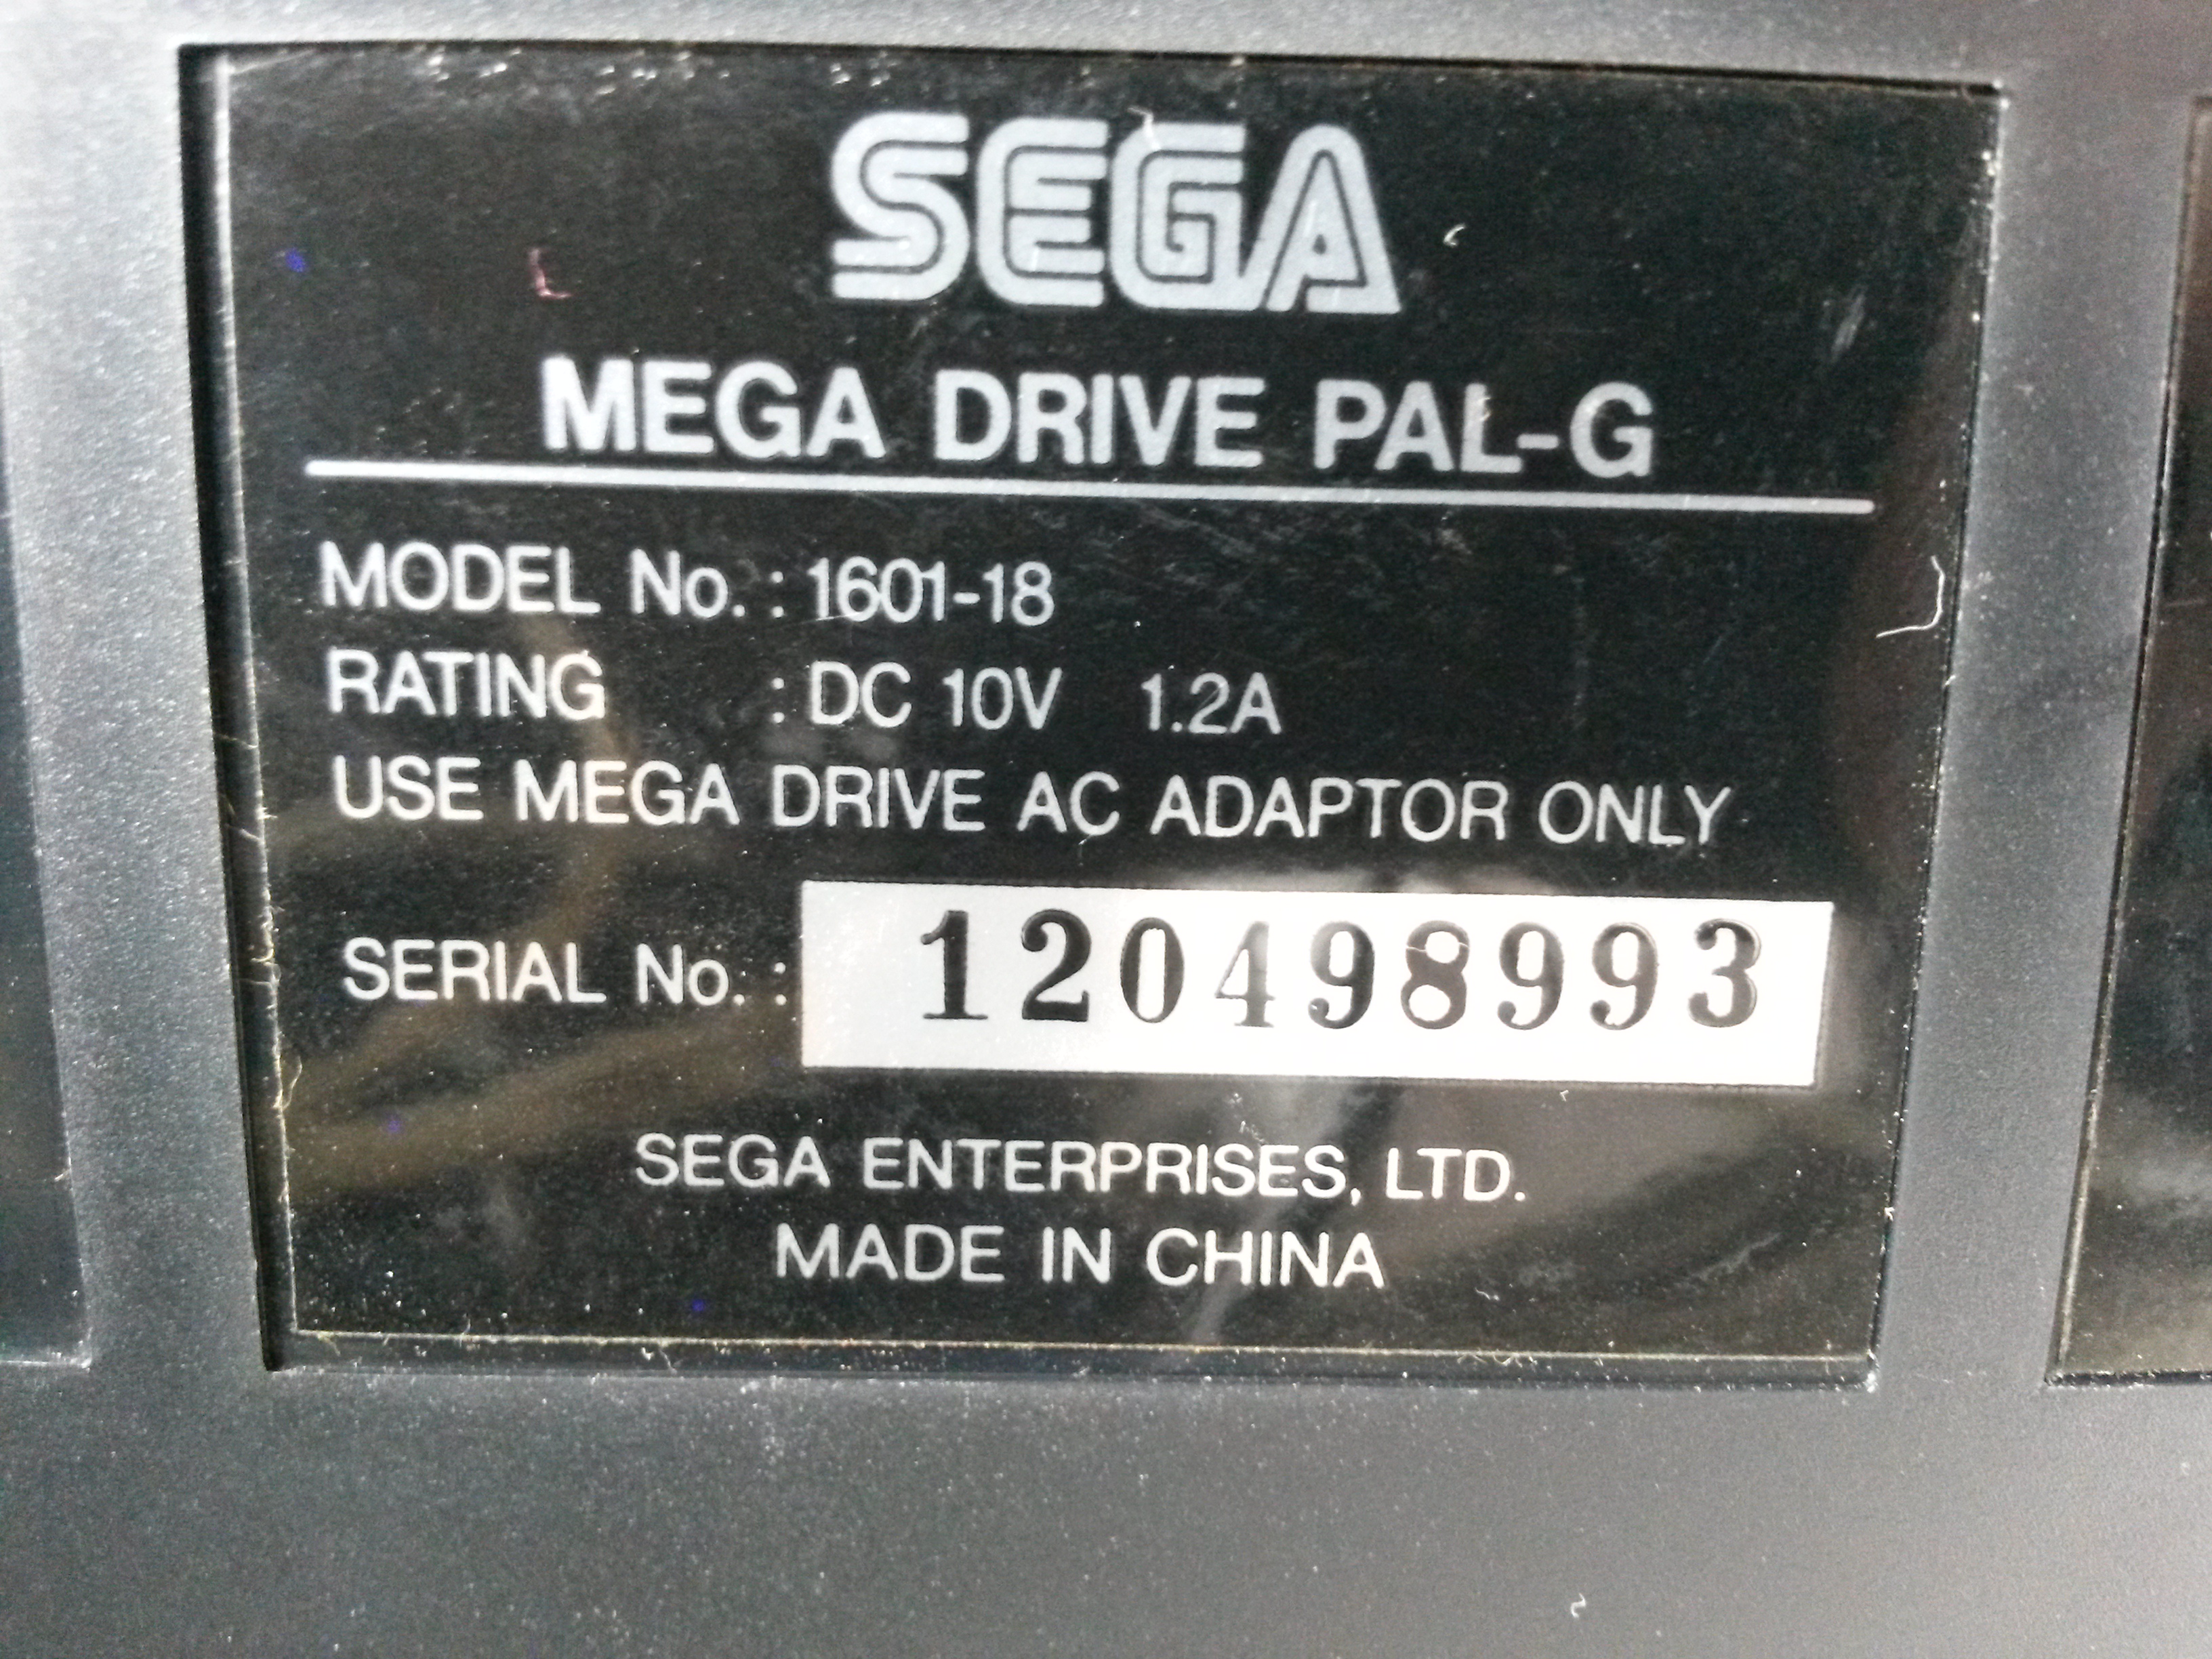 SEGA
MEGA DRIVE PAL-G
MODEL No. : 1601-18
RATING : DC 10V 1.2A
USE MEGA DRIVE AC ADAPTOR ONLY
SERIAL No. : 120498993
SEGA ENTERPRISES, LTD.
MADE IN CHINA